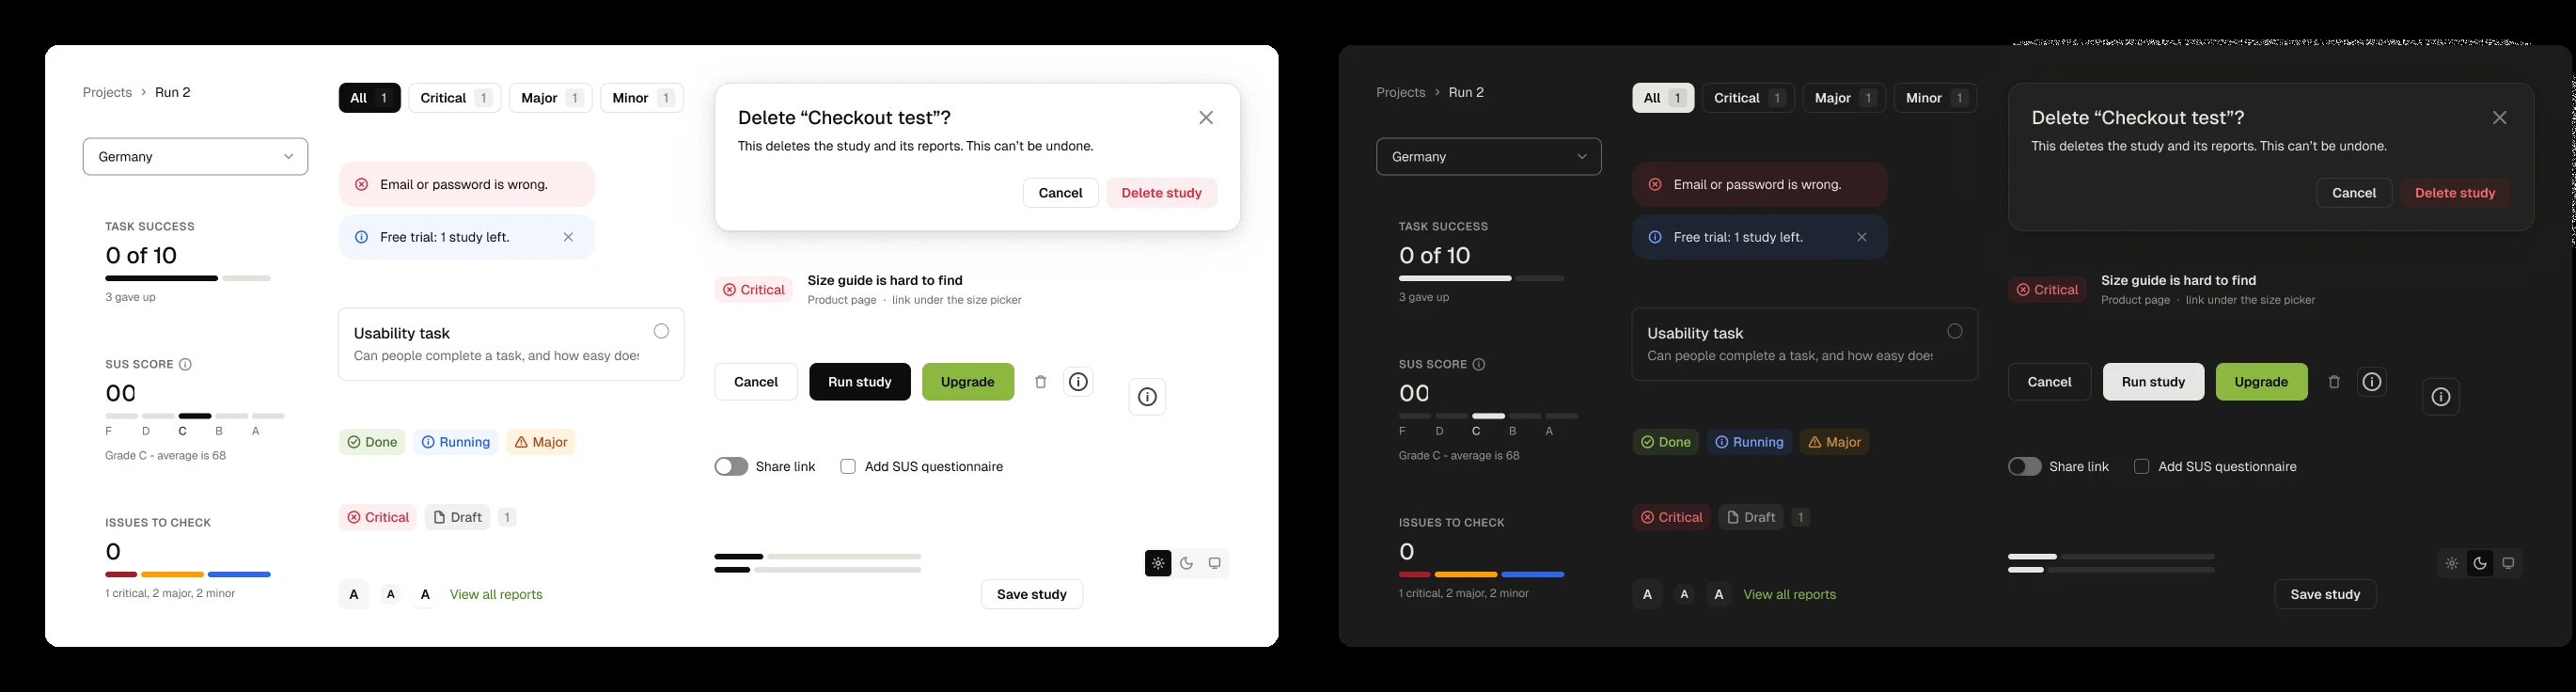 Projects › Run 2
Germany
TASK SUCCESS
0 of 10
3 gave up
SUS SCORE
00
F D C B A
Grade C - average is 68
ISSUES TO CHECK
0
1 critical, 2 major, 2 minor
All 1 Critical 1 Major 1 Minor 1
Email or password is wrong.
Free trial: 1 study left.
Usability task
Can people complete a task, and how easy does
Done Running Major
Critical Draft 1
A A A View all reports
Delete “Checkout test”?
This deletes the study and its reports. This can’t be undone.
Cancel Delete study
Critical
Size guide is hard to find
Product page · link under the size picker
Cancel Run study Upgrade
Share link Add SUS questionnaire
Save study
Projects › Run 2
Germany
TASK SUCCESS
0 of 10
3 gave up
SUS SCORE
00
F D C B A
Grade C - average is 68
ISSUES TO CHECK
0
1 critical, 2 major, 2 minor
All 1 Critical 1 Major 1 Minor 1
Email or password is wrong.
Free trial: 1 study left.
Usability task
Can people complete a task, and how easy does
Done Running Major
Critical Draft 1
A A A View all reports
Delete “Checkout test”?
This deletes the study and its reports. This can’t be undone.
Cancel Delete study
Critical
Size guide is hard to find
Product page · link under the size picker
Cancel Run study Upgrade
Share link Add SUS questionnaire
Save study